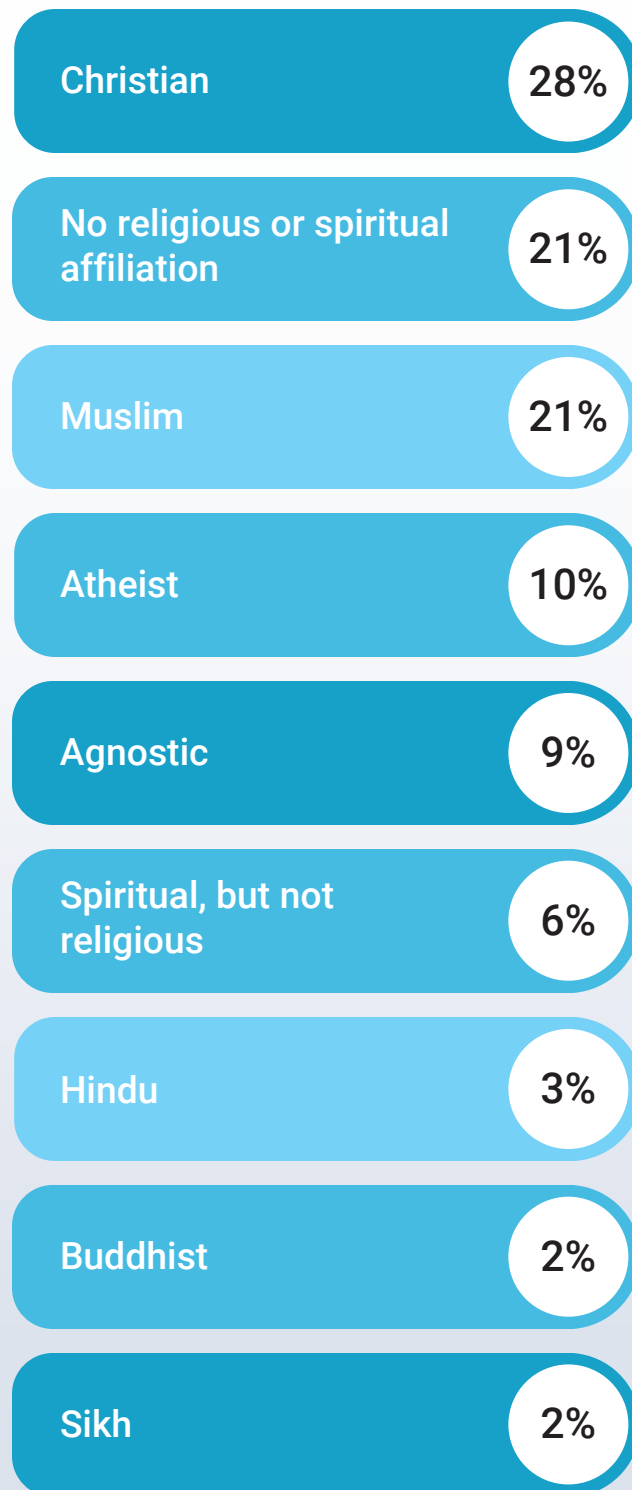 Christian 28%
No religious or spiritual
affiliation
21%
Muslim 21%
Atheist 10%
Agnostic 9%
Spiritual, but not
religious
6%
Hindu 3%
Buddhist 2%
Sikh 2%